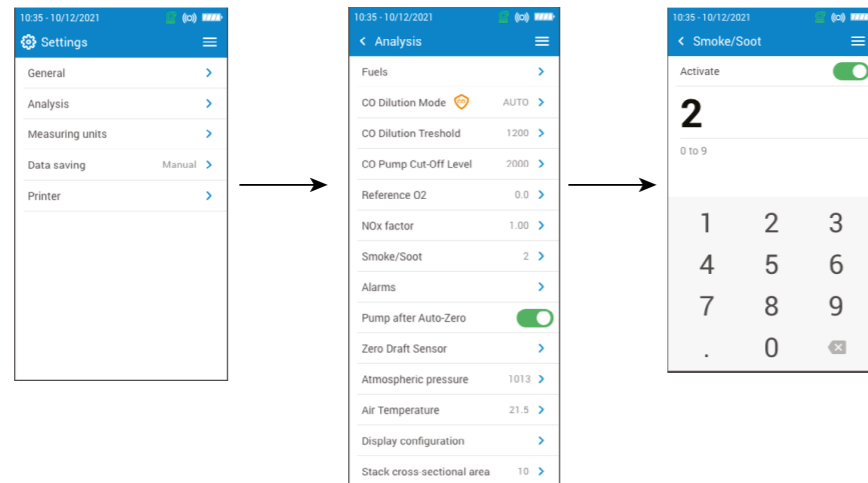 10:35 - 10/12/2021
Settings
General
Analysis
Measuring units
Data saving Manual
Printer
10:35 - 10/12/2021
Analysis
Fuels
CO Dilution Mode AUTO
CO Dilution Treshold 1200
CO Pump Cut-Off Level 2000
Reference O2 0.0
NOx factor 1.00
Smoke/Soot 2
Alarms
Pump after Auto-Zero
Zero Draft Sensor
Atmospheric pressure 1013
Air Temperature 21.5
Display configuration
Stack cross-sectional area 10
10:35 - 10/12/2021
Smoke/Soot
Activate
2
0 to 9
1 2 3
4 5 6
7 8 9
. 0